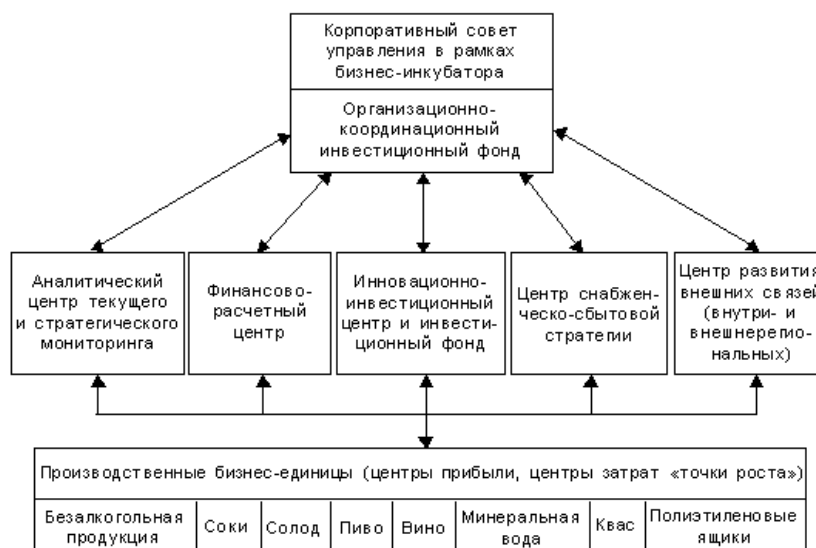 Корпоративный совет
управления в рамках
бизнес-инкубатора
Организационно-
координационный
инвестиционный фонд
Аналитический
центр текущего
и стратегического
мониторинга
Финансово-
расчетный
центр
Инновационно-
инвестиционный
центр и инвести-
ционный фонд
Центр снабжен-
ческо-сбытовой
стратегии
Центр развития
внешних связей
(внутри- и
внешнерегио-
нальных)
Производственные бизнес-единицы (центры прибыли, центры затрат «точки роста»)
Безалкогольная
продукция
Соки
Солод
Пиво
Вино
Минеральная
вода
Квас
Полиэтиленовые
ящики